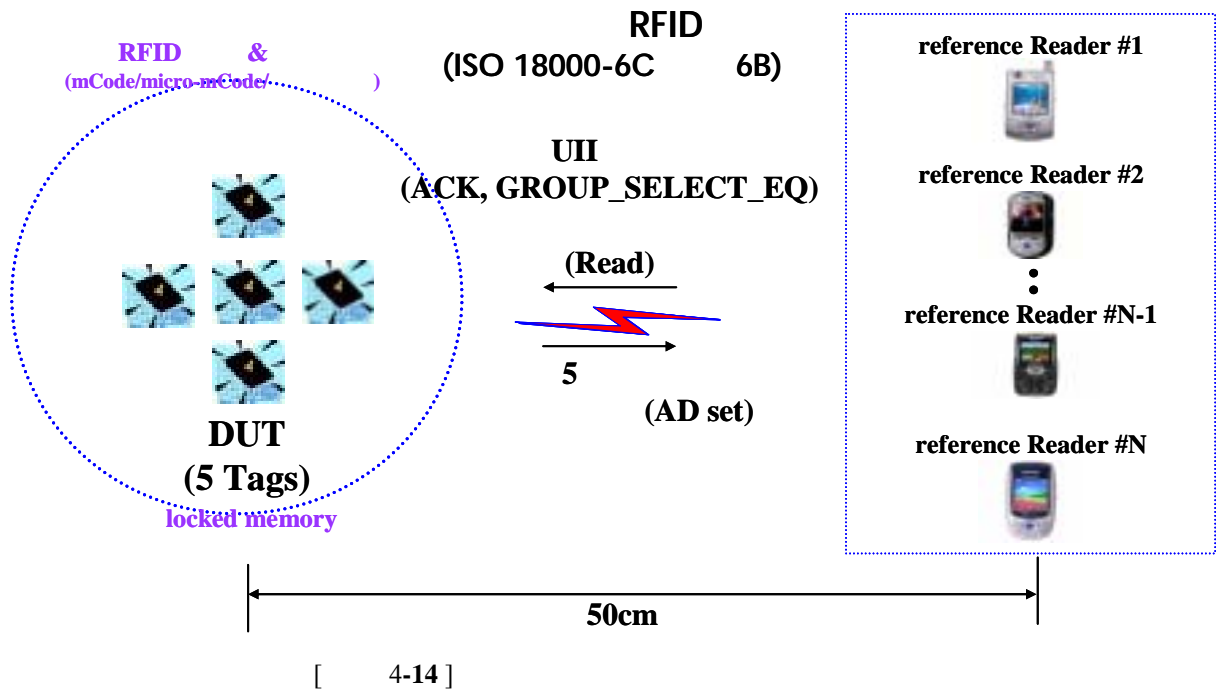 RFID
(ISO 18000-6C 6B)
RFID &
(mCode/micro-mCode/ )
UII
(ACK, GROUP_SELECT_EQ)
(Read)
5
(AD set)
DUT
(5 Tags)
locked memory
reference Reader #1
reference Reader #2
reference Reader #N-1
reference Reader #N
50cm
[ 4-14 ]